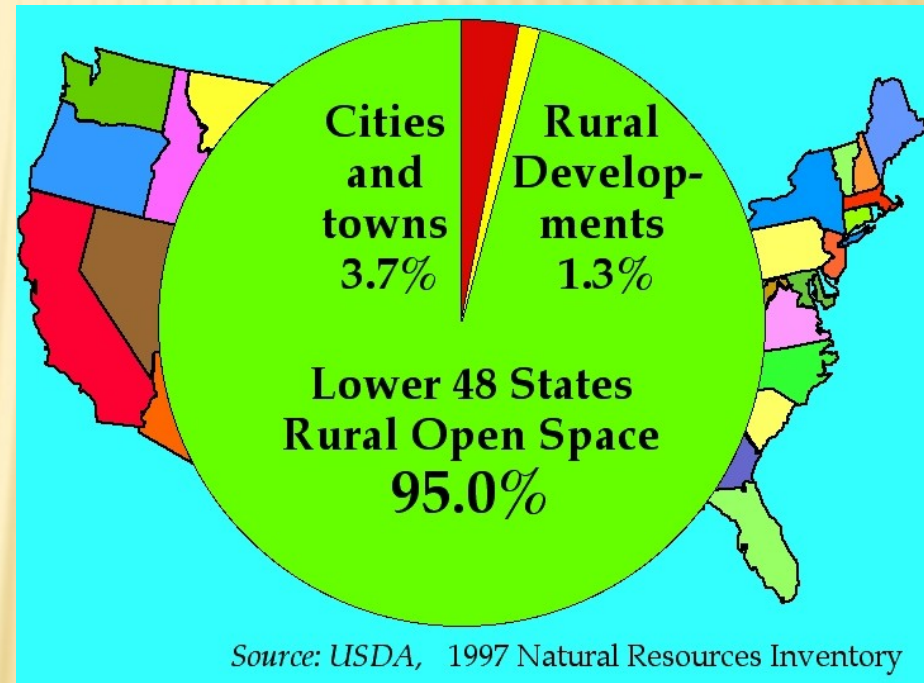 Cities
and
towns
3.7%
Rural
Develop-
ments
1.3%
Lower 48 States
Rural Open Space
95.0%
Source: USDA, 1997 Natural Resources Inventory